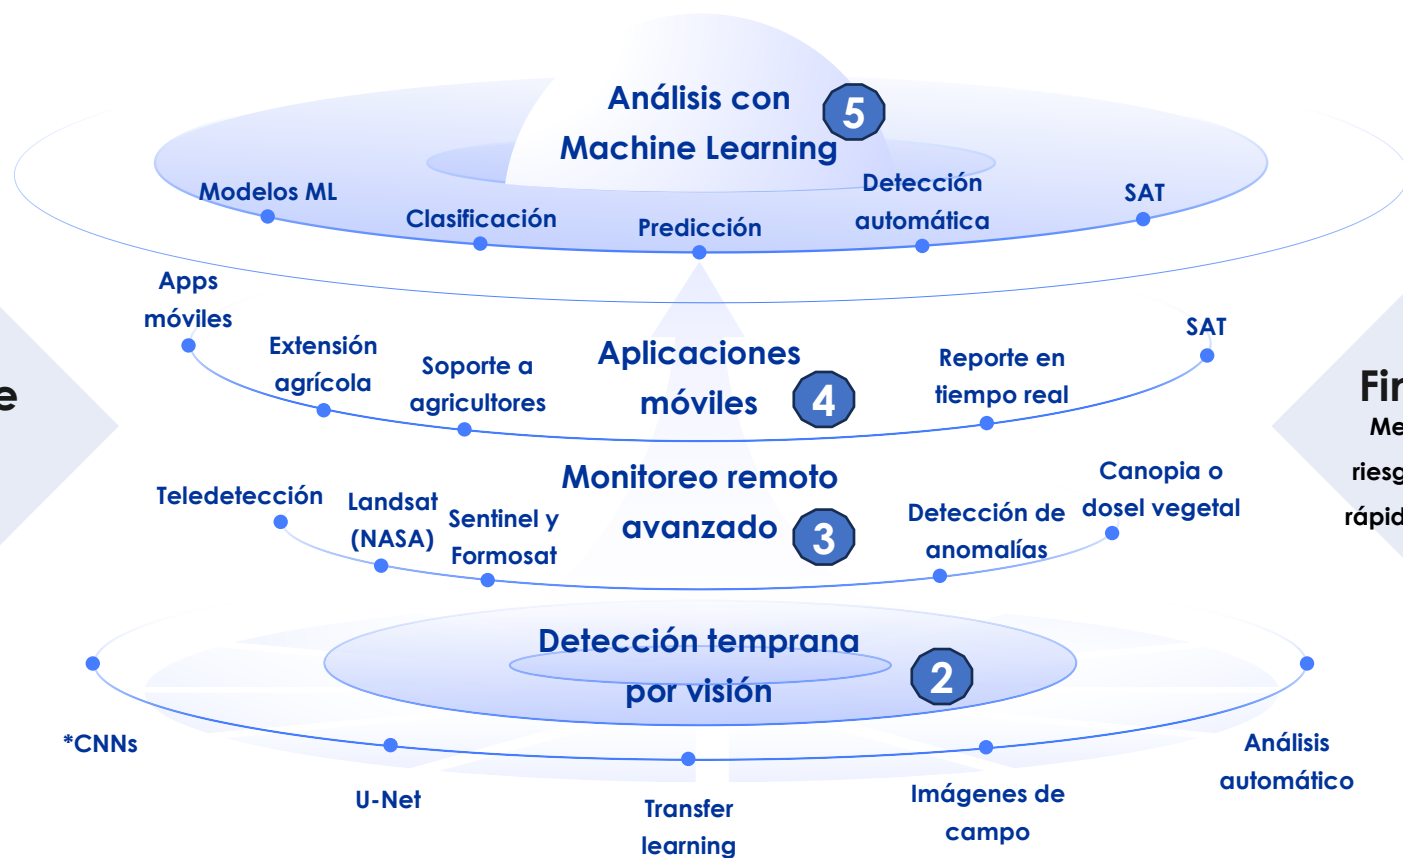 Análisis con
Machine Learning
5
Modelos ML
Clasificación
Predicción
Detección
automática
SAT
Apps
móviles
Extensión
agrícola
Soporte a
agricultores
Aplicaciones
móviles
4
Reporte en
tiempo real
SAT
Teledetección
Landsat
(NASA)
Sentinel y
Formosat
Monitoreo remoto
avanzado
3
Detección de
anomalías
Canopia o
dosel vegetal
Detección temprana
por visión
2
*CNNs
U-Net
Transfer
learning
Imágenes de
campo
Análisis
automático